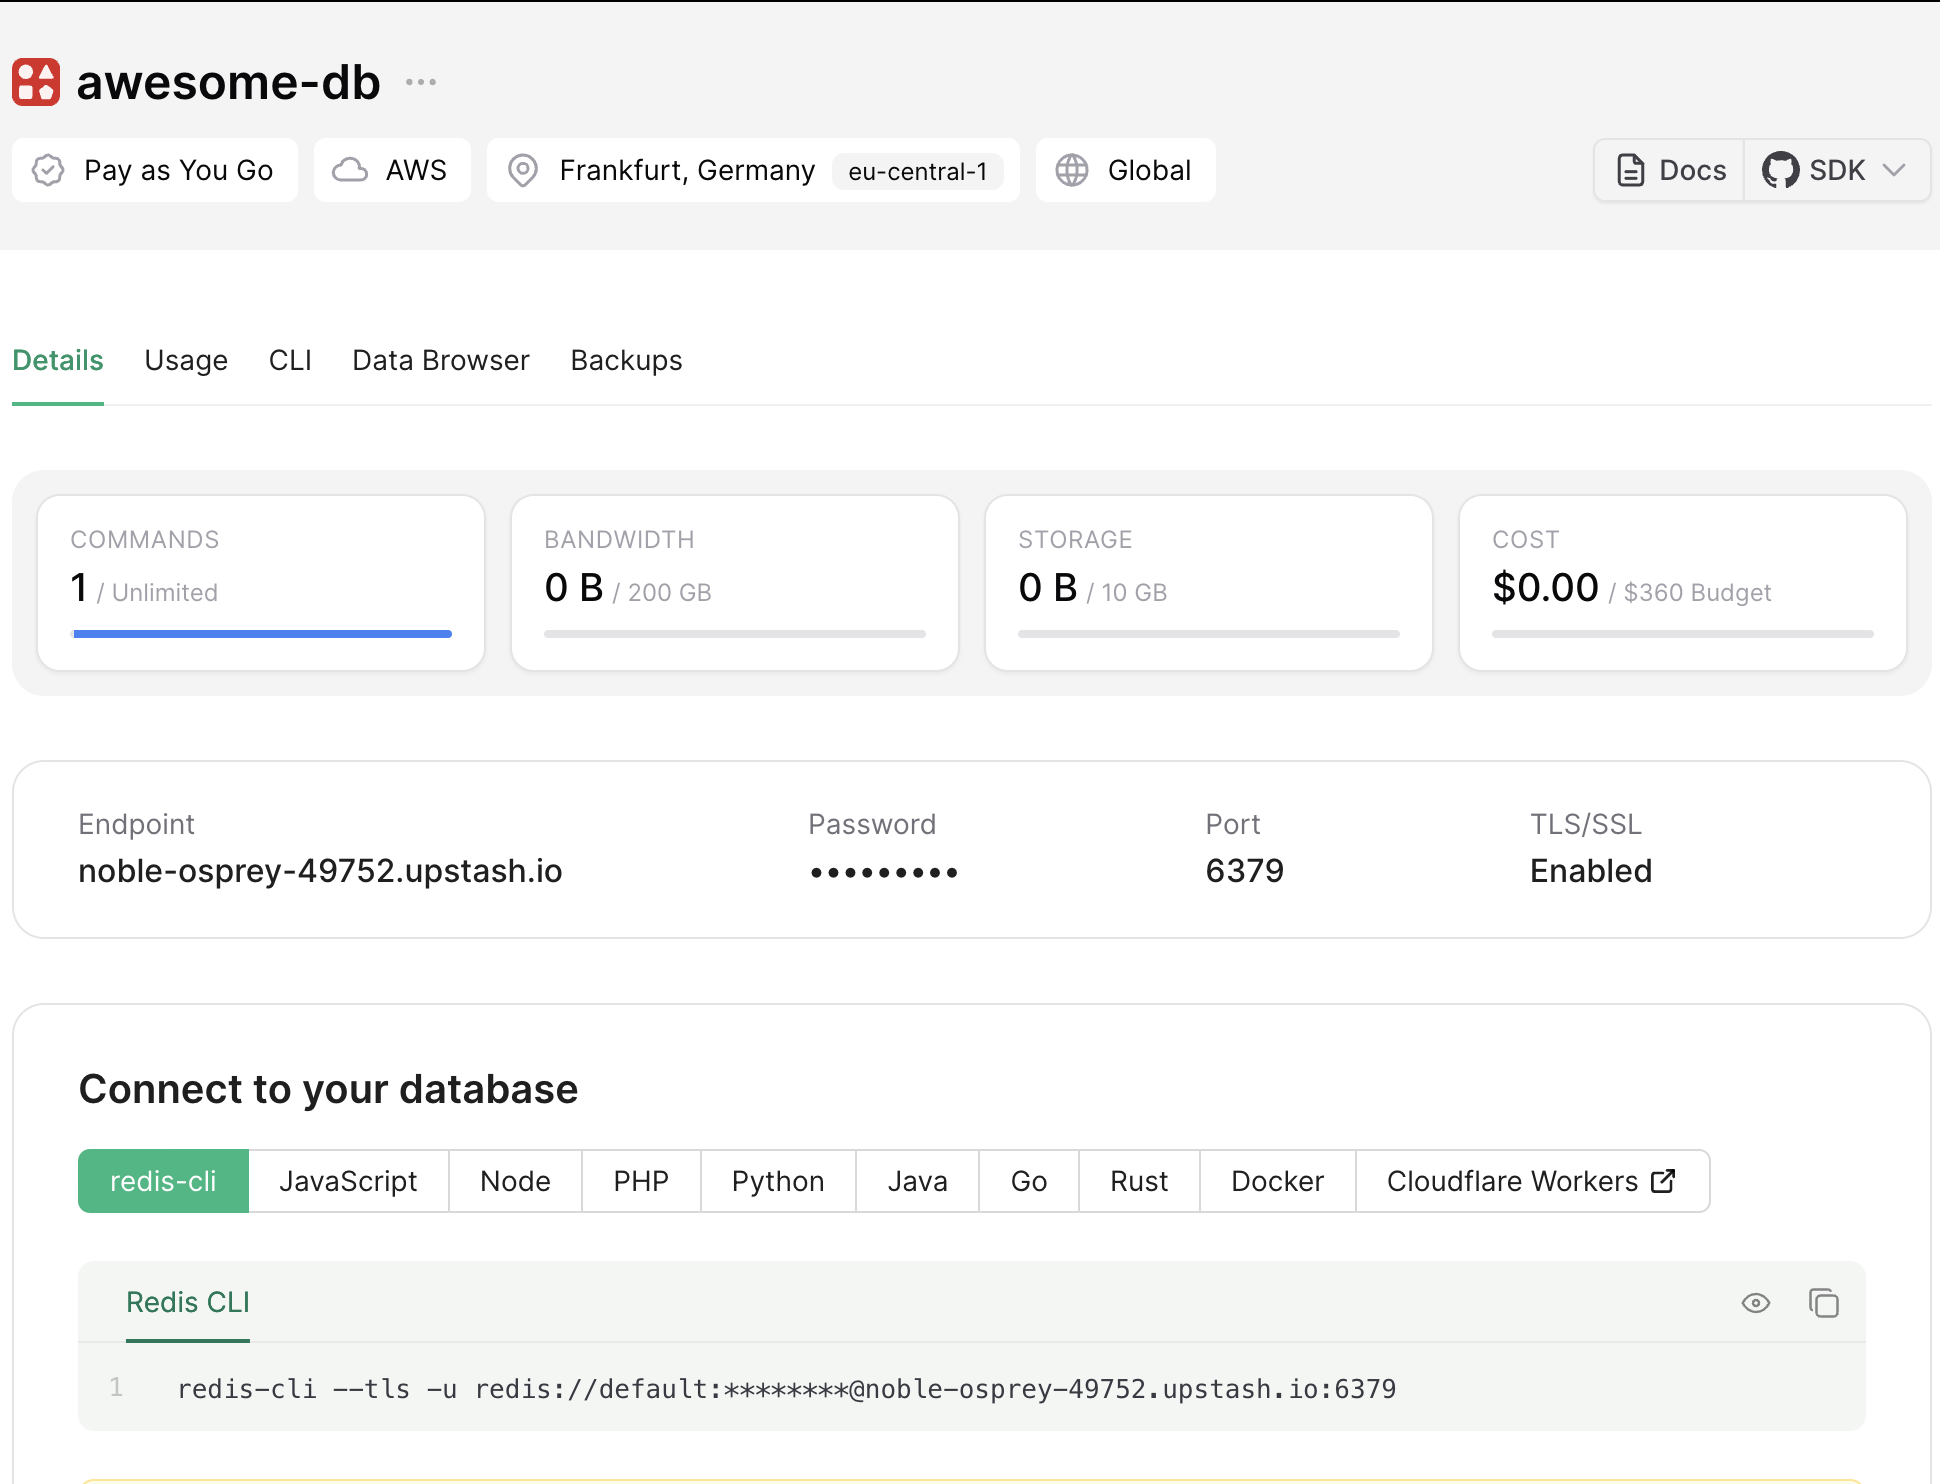 awesome-db ...
Pay as You Go AWS Frankfurt, Germany eu-central-1 Global Docs SDK
Details Usage CLI Data Browser Backups
COMMANDS
1 / Unlimited
BANDWIDTH
0 B / 200 GB
STORAGE
0 B / 10 GB
COST
$0.00 / $360 Budget
Endpoint
noble-osprey-49752.upstash.io
Password
•••••••••
Port
6379
TLS/SSL
Enabled
Connect to your database
redis-cli JavaScript Node PHP Python Java Go Rust Docker Cloudflare Workers
Redis CLI
1 redis-cli --tls -u redis://default:********@noble-osprey-49752.upstash.io:6379